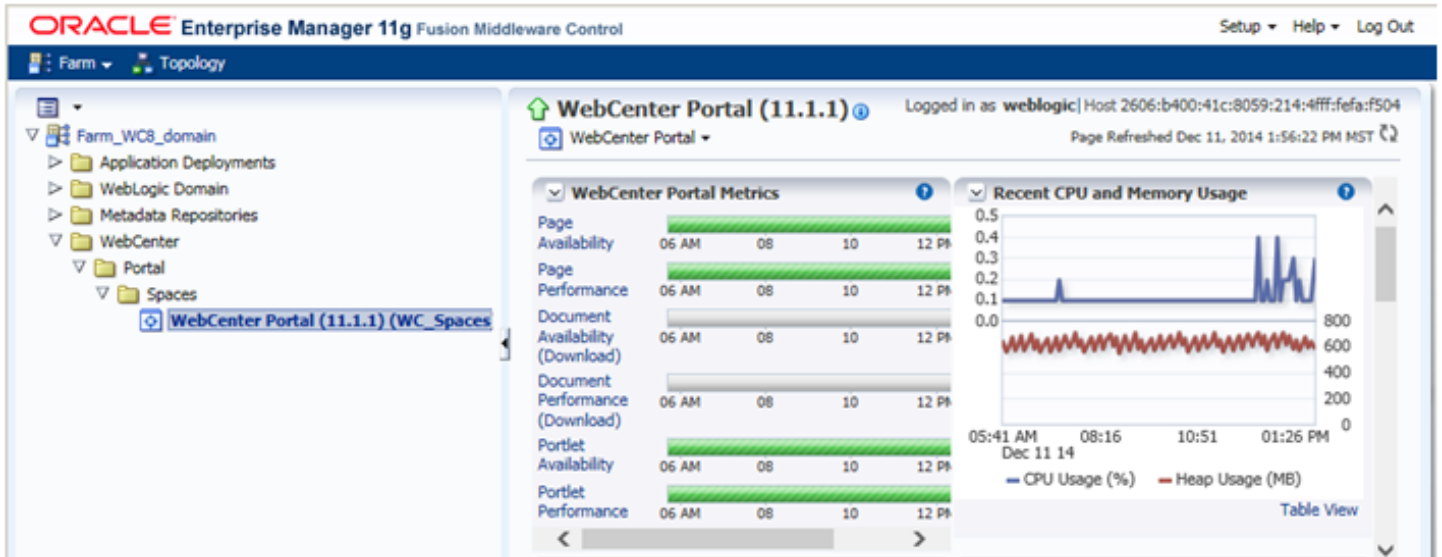 ORACLE Enterprise Manager 11g Fusion Middleware Control
Setup Help Log Out
Farm Topology
Farm_WC8_domain
Application Deployments
WebLogic Domain
Metadata Repositories
WebCenter
Portal
Spaces
WebCenter Portal (11.1.1) (WC_Spaces
WebCenter Portal (11.1.1)
Logged in as weblogic| Host 2606:b400:41c:8059:214:4fff:fefa:f504
WebCenter Portal
Page Refreshed Dec 11, 2014 1:56:22 PM MST
WebCenter Portal Metrics
Page
Availability
06 AM 08 10 12 PM
Page
Performance
06 AM 08 10 12 PM
Document
Availability
(Download)
06 AM 08 10 12 PM
Document
Performance
(Download)
06 AM 08 10 12 PM
Portlet
Availability
06 AM 08 10 12 PM
Portlet
Performance
06 AM 08 10 12 PM
Recent CPU and Memory Usage
0.5
0.4
0.3
0.2
0.1
0.0
800
600
400
200
0
05:41 AM 08:16 10:51 01:26 PM
Dec 11 14
CPU Usage (%) Heap Usage (MB)
Table View